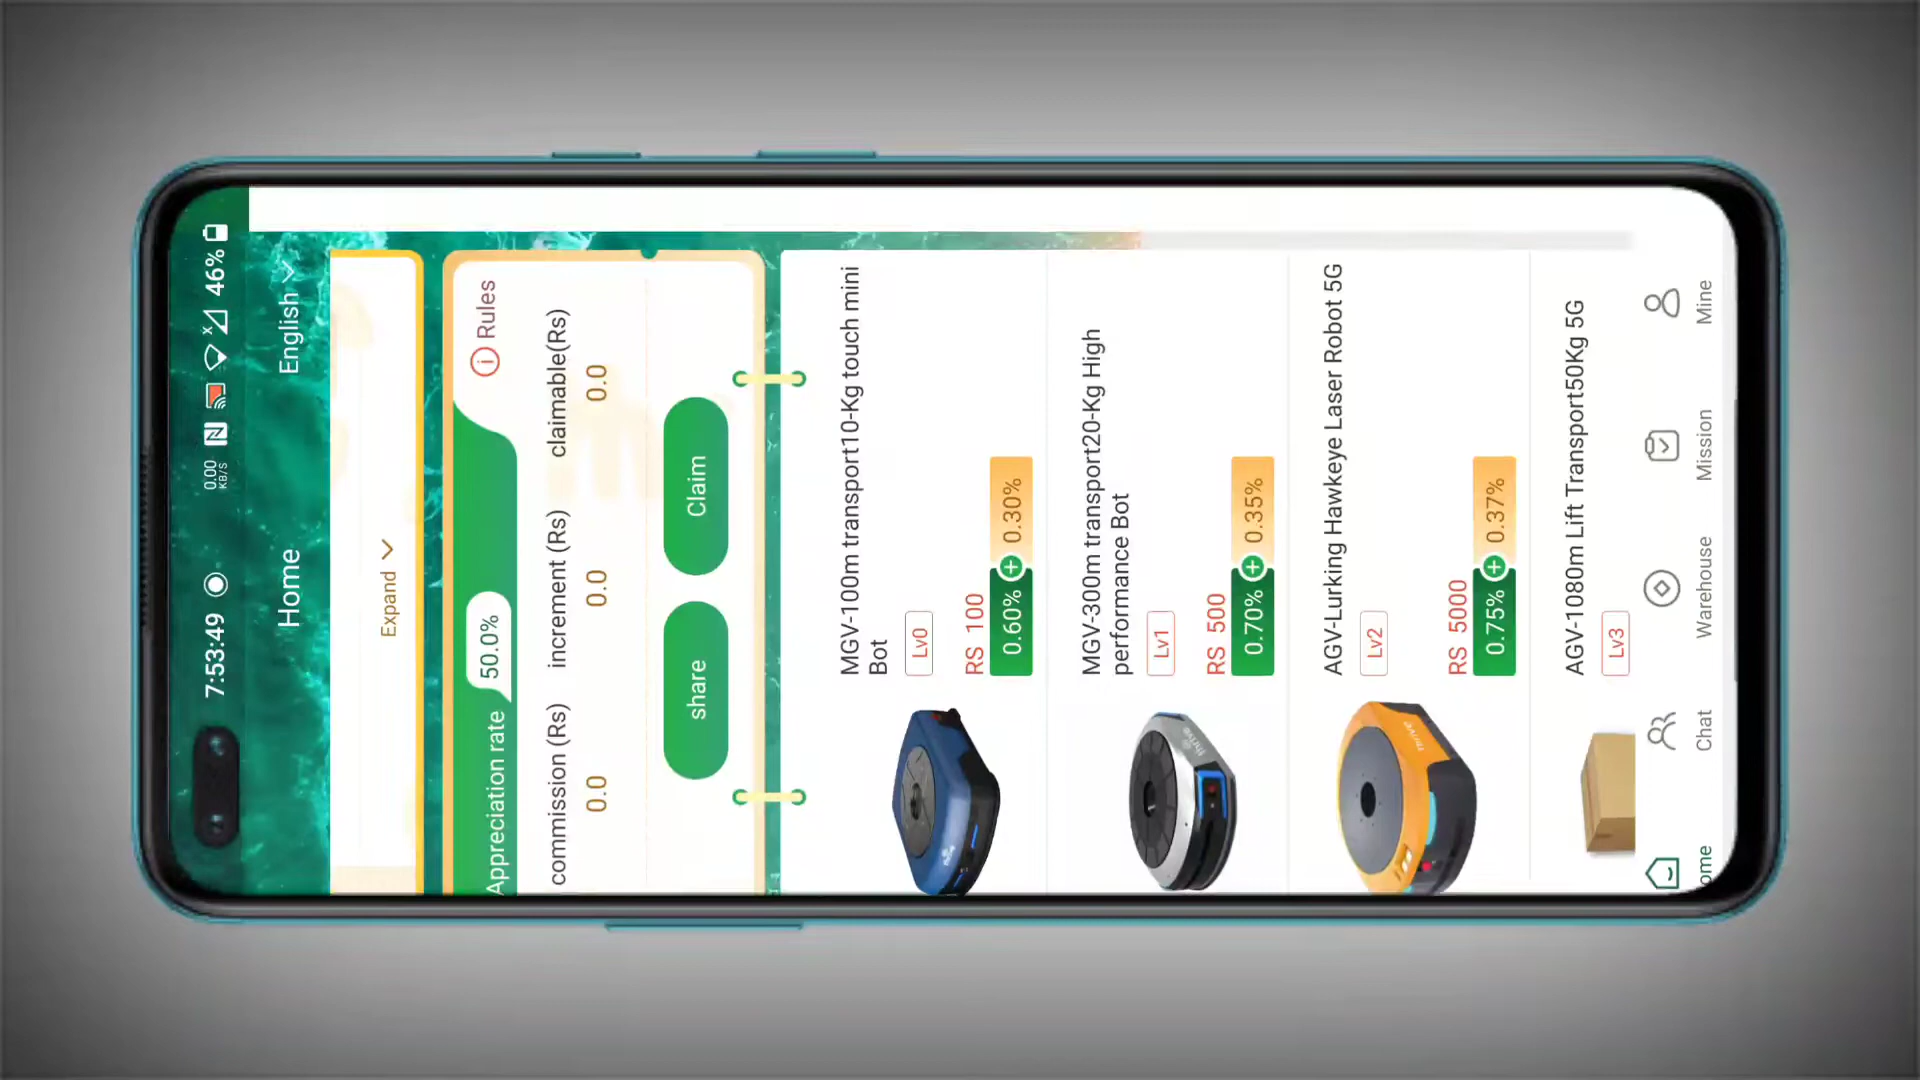 7:53:49
0.00
KB/S
46%
Home
English
Expand
Appreciation rate
50.0%
Rules
commission (Rs)
increment (Rs)
claimable(Rs)
0.0
0.0
0.0
share
Claim
MGV-100m transport10-Kg touch mini
Bot
Lv0
RS 100
0.60%
0.30%
MGV-300m transport20-Kg High
performance Bot
Lv1
RS 500
0.70%
0.35%
AGV-Lurking Hawkeye Laser Robot 5G
Lv2
RS 5000
0.75%
0.37%
AGV-1080m Lift Transport50Kg 5G
Lv3
ome
Chat
Warehouse
Mission
Mine